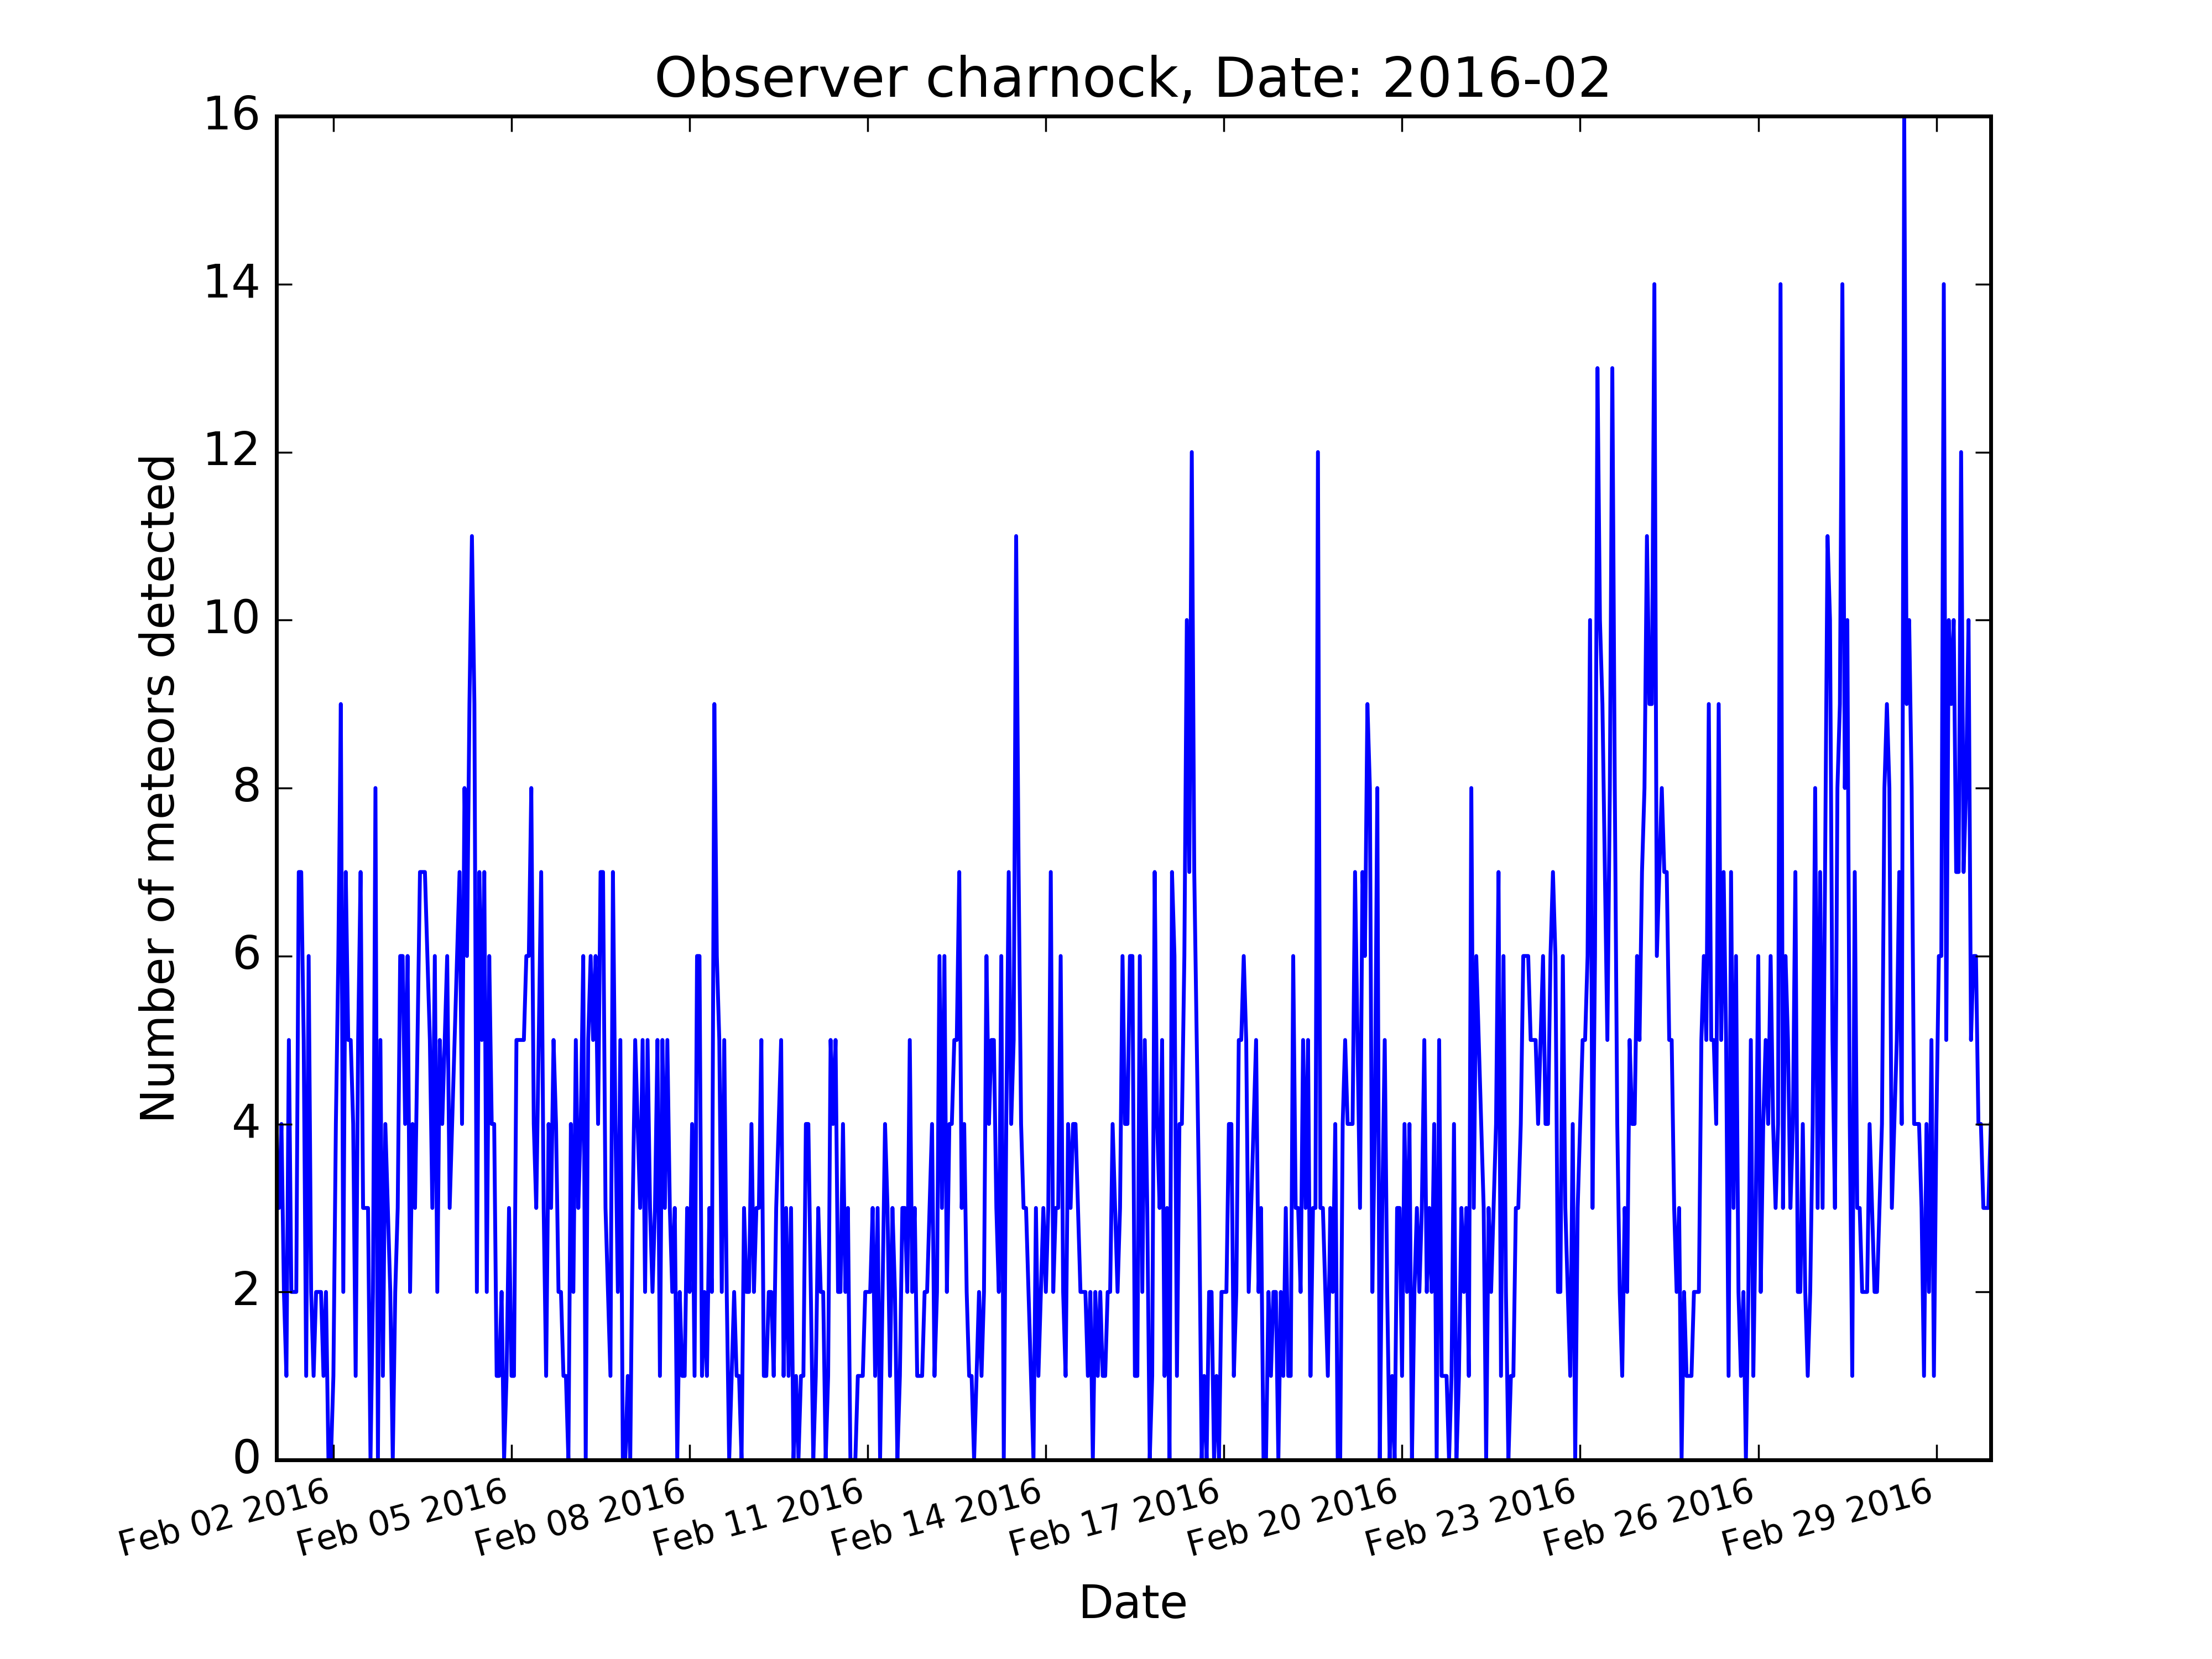 Observer charnock, Date: 2016-02
16
14
12
10
8
6
4
2
0
Number of meteors detected
Feb 02 2016
Feb 05 2016
Feb 08 2016
Feb 11 2016
Feb 14 2016
Feb 17 2016
Feb 20 2016
Feb 23 2016
Feb 26 2016
Feb 29 2016
Date